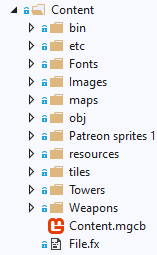 Content
bin
etc
Fonts
Images
maps
obj
Patreon sprites 1
resources
tiles
Towers
Weapons
Content.mgcb
File.fx